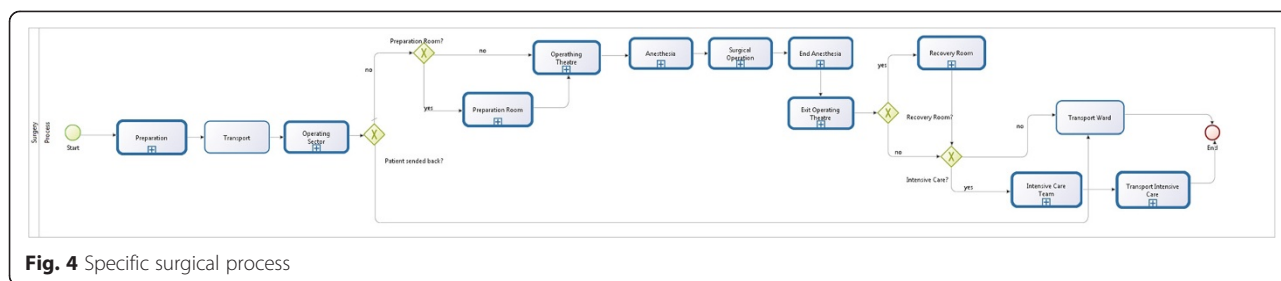 Surgery
Process
Start
Preparation
Transport
Operating
Sector
Patient sended back?
no
Preparation Room?
no
yes
Preparation Room
Operothing
Theatre
Anesthesia
Surgical
Operation
End Anesthesia
Exit Operating
Theatre
yes
Recovery Room
Recovery Room?
no
Intensive Care?
no
Transport Ward
yes
Intensive Care
Team
Transport Intensive
Care
End
Fig. 4 Specific surgical process